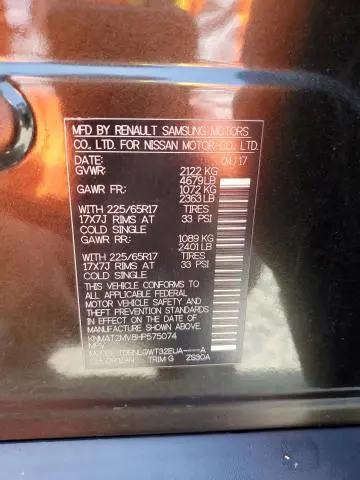 MFD BY RENAULT SAMSUNG MOTORS
CO., LTD. FOR NISSAN MOTOR CO., LTD.
DATE: 04/17
GVWR: 2122 KG
4679 LB
GAWR FR: 1072 KG
2363 LB
WITH 225/65R17 TIRES
17X7J RIMS AT 33 PSI
COLD SINGLE
GAWR RR: 1089 KG
2401 LB
WITH 225/65R17 TIRES
17X7J RIMS AT 33 PSI
COLD SINGLE
THIS VEHICLE CONFORMS TO ALL
APPLICABLE FEDERAL
MOTOR VEHICLE SAFETY AND
THEFT PREVENTION STANDARDS
IN EFFECT ON THE DATE OF
MANUFACTURE SHOWN ABOVE.
KNMAT2MV8HP575074
MPV
TRIM G ZS30A